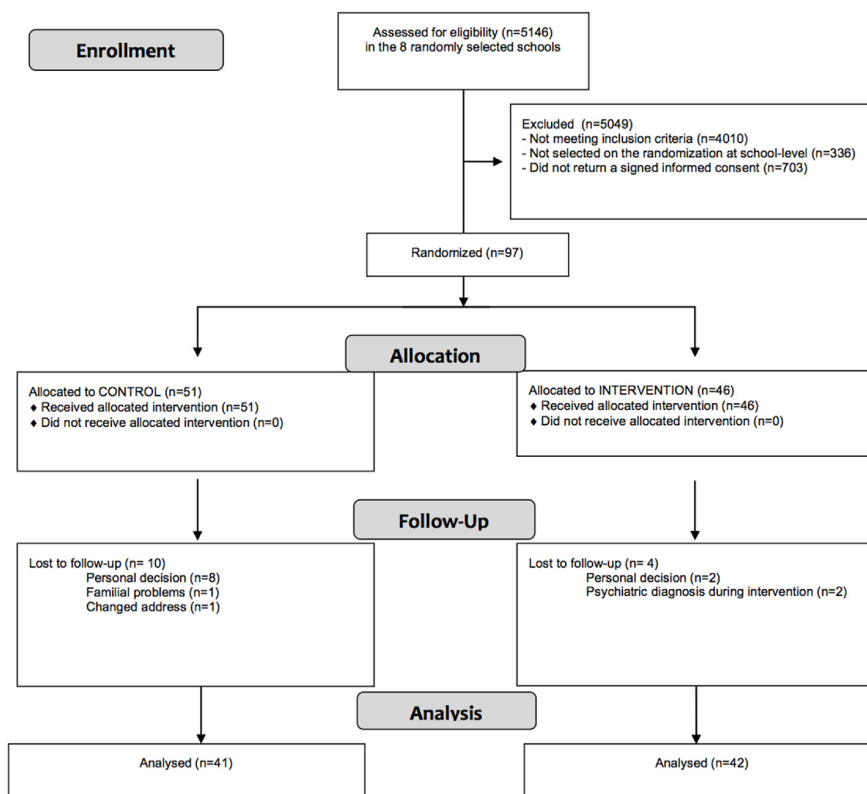 Assessed for eligibility (n=5146)
in the 8 randomly selected schools
Enrollment
Excluded (n=5049)
- Not meeting inclusion criteria (n=4010)
- Not selected on the randomization at school-level (n=336)
- Did not return a signed informed consent (n=703)
Randomized (n=97)
Allocation
Allocated to CONTROL (n=51)
♦ Received allocated intervention (n=51)
♦ Did not receive allocated intervention (n=0)
Allocated to INTERVENTION (n=46)
♦ Received allocated intervention (n=46)
♦ Did not receive allocated intervention (n=0)
Follow-Up
Lost to follow-up (n= 10)
Personal decision (n=8)
Familial problems (n=1)
Changed address (n=1)
Lost to follow-up (n= 4)
Personal decision (n=2)
Psychiatric diagnosis during intervention (n=2)
Analysis
Analysed (n=41)
Analysed (n=42)